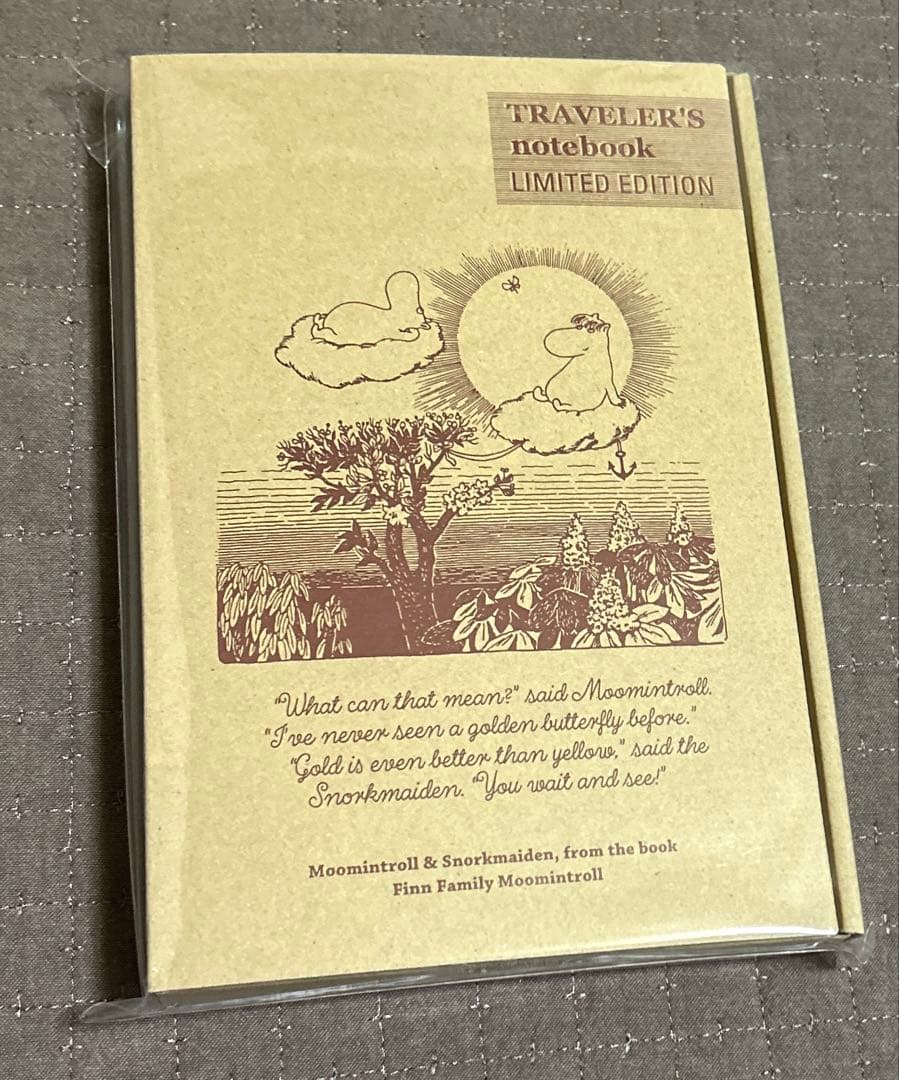 TRAVELER'S
notebook
LIMITED EDITION
"What can that mean?" said Moomintroll.
"I've never seen a golden butterfly before."
"Gold is even better than yellow," said the
Snorkmaiden. "You wait and see!"
Moomintroll & Snorkmaiden, from the book
Finn Family Moomintroll